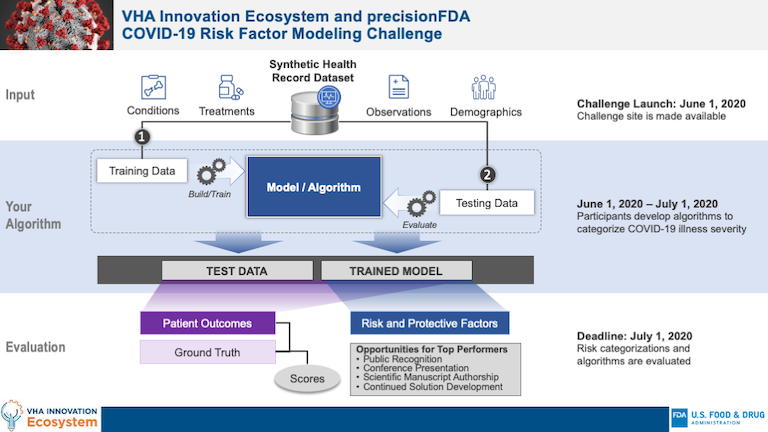 VHA Innovation Ecosystem and precisionFDA
COVID-19 Risk Factor Modeling Challenge
Input
Synthetic Health
Record Dataset
Conditions
Treatments
Observations
Demographics
Challenge Launch: June 1, 2020
Challenge site is made available
1
2
Your
Algorithm
Training Data
Build/Train
Model / Algorithm
Evaluate
Testing Data
June 1, 2020 – July 1, 2020
Participants develop algorithms to
categorize COVID-19 illness severity
TEST DATA
TRAINED MODEL
Evaluation
Patient Outcomes
Ground Truth
Scores
Risk and Protective Factors
Opportunities for Top Performers
• Public Recognition
• Conference Presentation
• Scientific Manuscript Authorship
• Continued Solution Development
Deadline: July 1, 2020
Risk categorizations and
algorithms are evaluated
VHA INNOVATION
Ecosystem
FDA
U.S. FOOD & DRUG
ADMINISTRATION